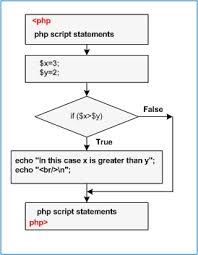 <php
php script statements
$x=3;
$y=2;
if ($x>$y)
False
True
echo "In this case x is greater than y";
echo "<br/>\n";
php script statements
php>